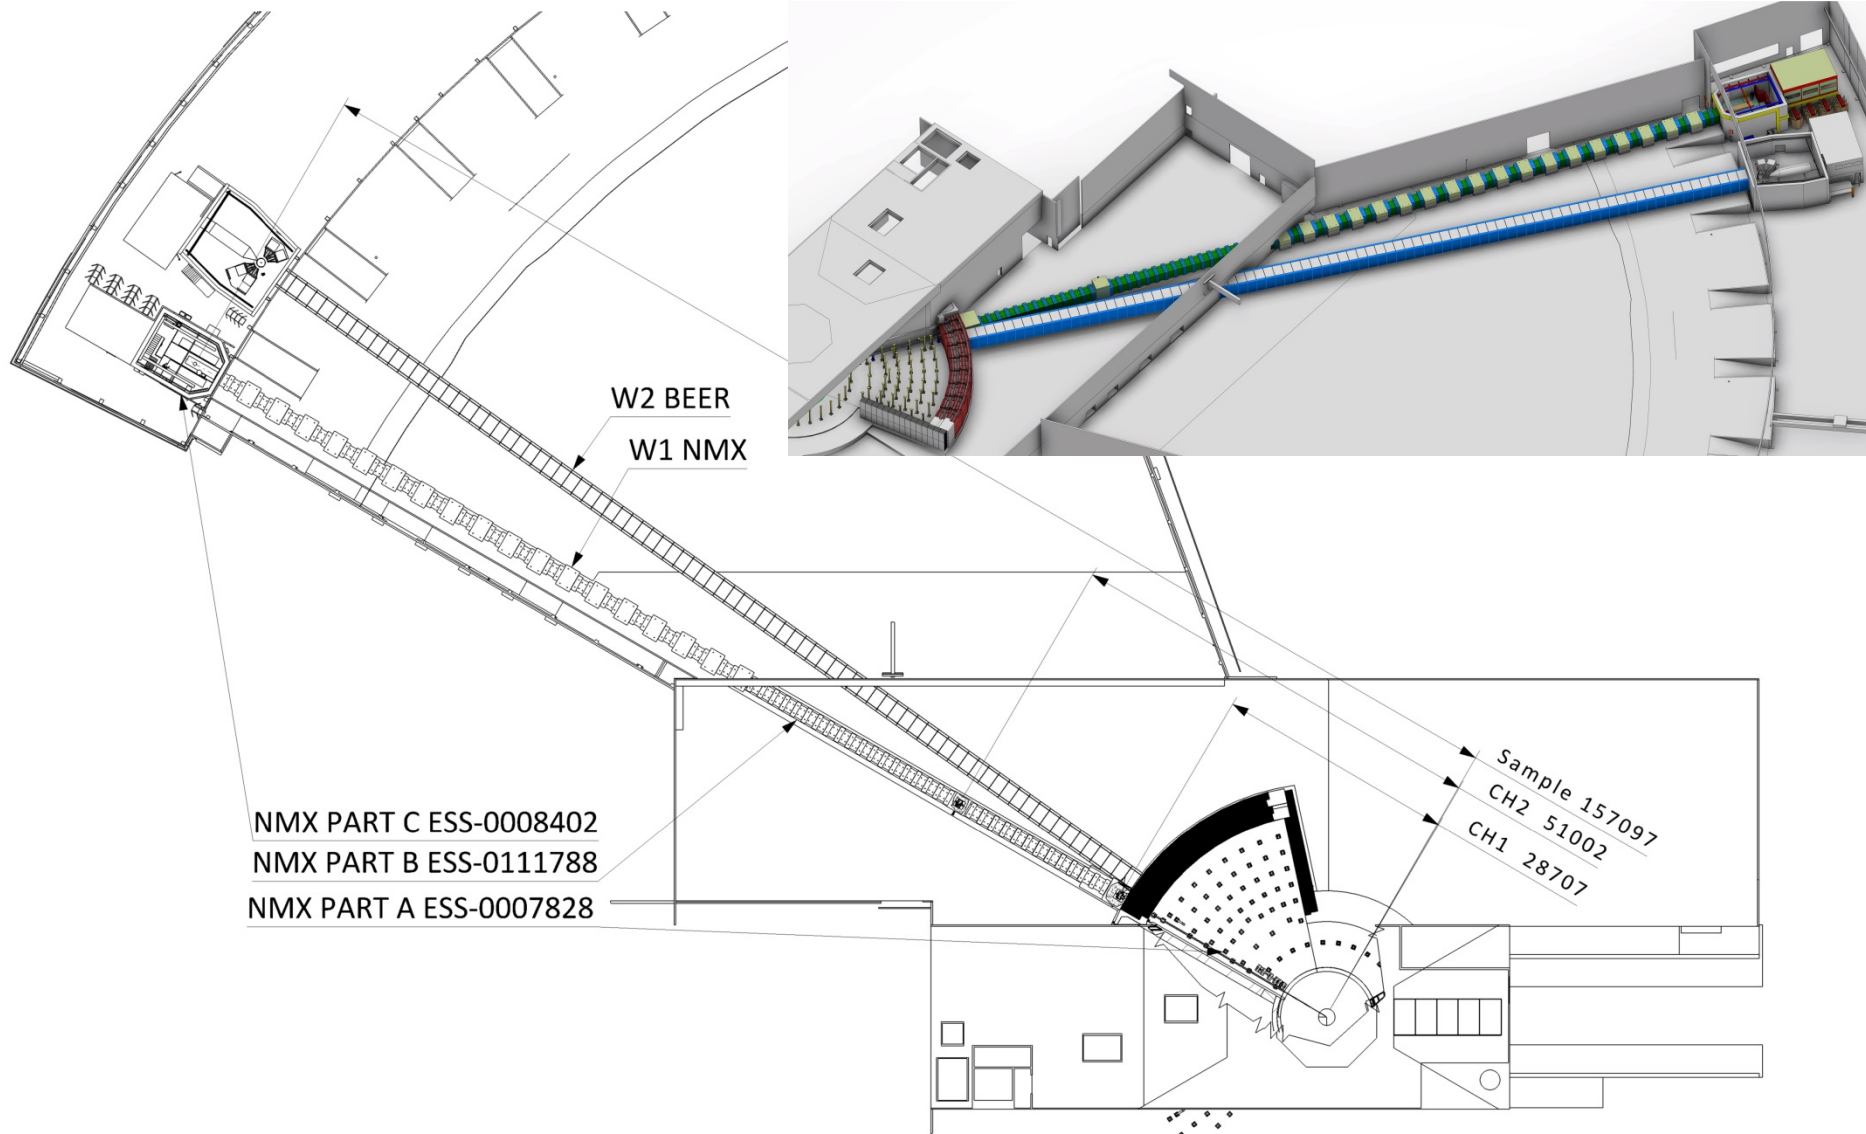 W2 BEER
W1 NMX
NMX PART C ESS-0008402
NMX PART B ESS-0111788
NMX PART A ESS-0007828
Sample 157097
CH2 51002
CH1 28707